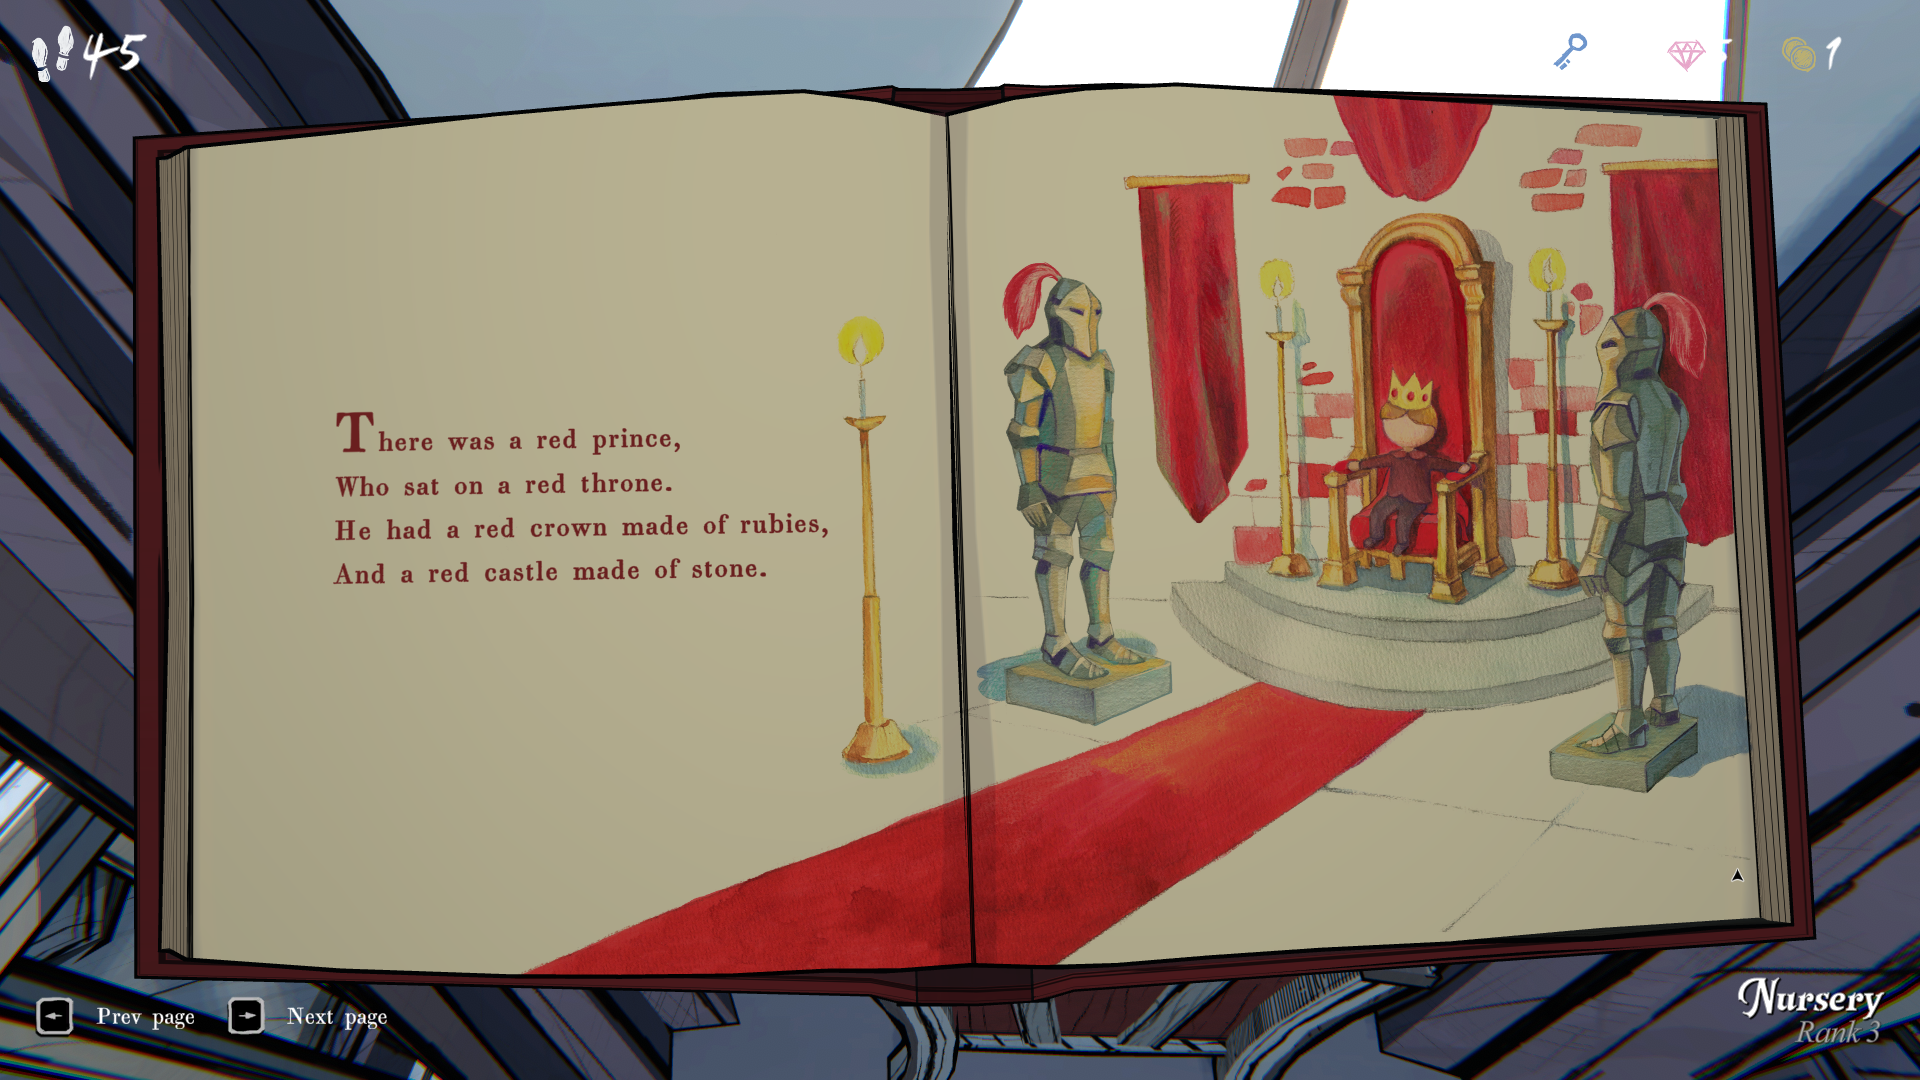 45
5
1
There was a red prince,
Who sat on a red throne.
He had a red crown made of rubies,
And a red castle made of stone.
Prev page
Next page
Nursery
Rank 3